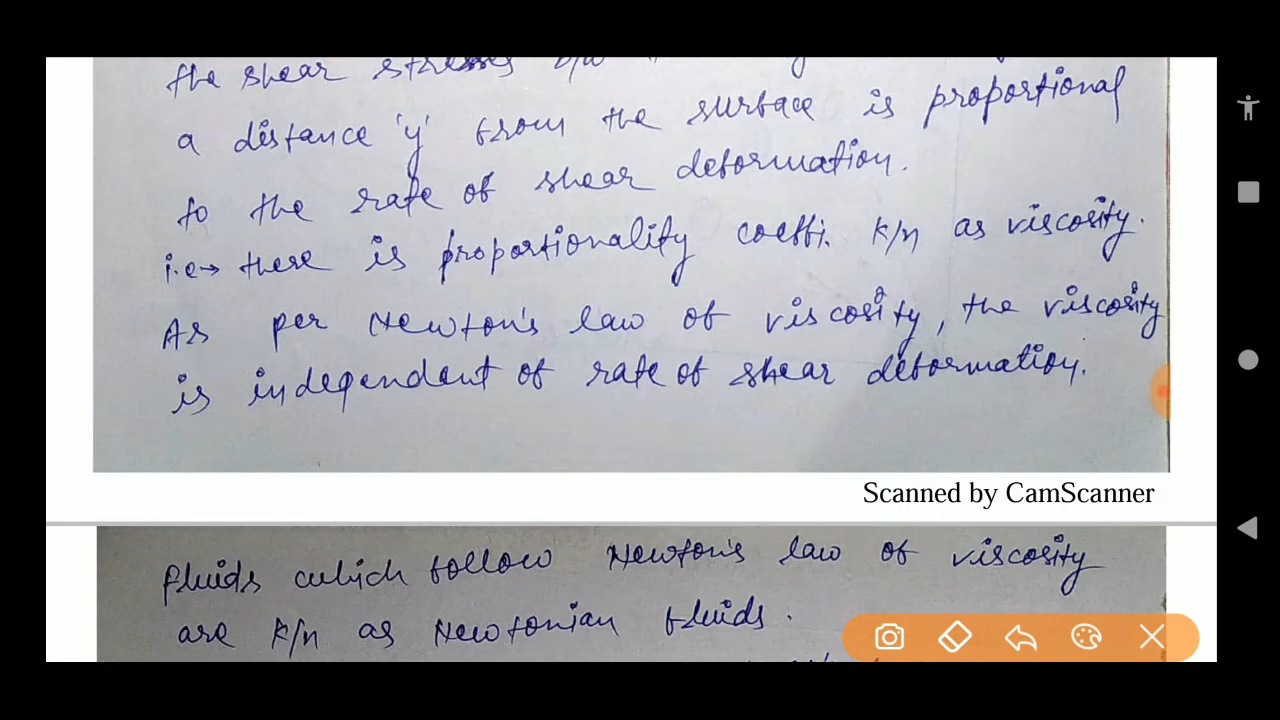 the shear stresses b/w
a distance 'y' from the surface is proportional
to the rate of shear deformation.
i.e→ there is proportionality coeffi. k/n as viscosity.
As per Newton's law of viscosity, the viscosity
is independent of rate of shear deformation.
Scanned by CamScanner
fluids which follow Newton's law of viscosity
are k/n as Newtonian fluids.